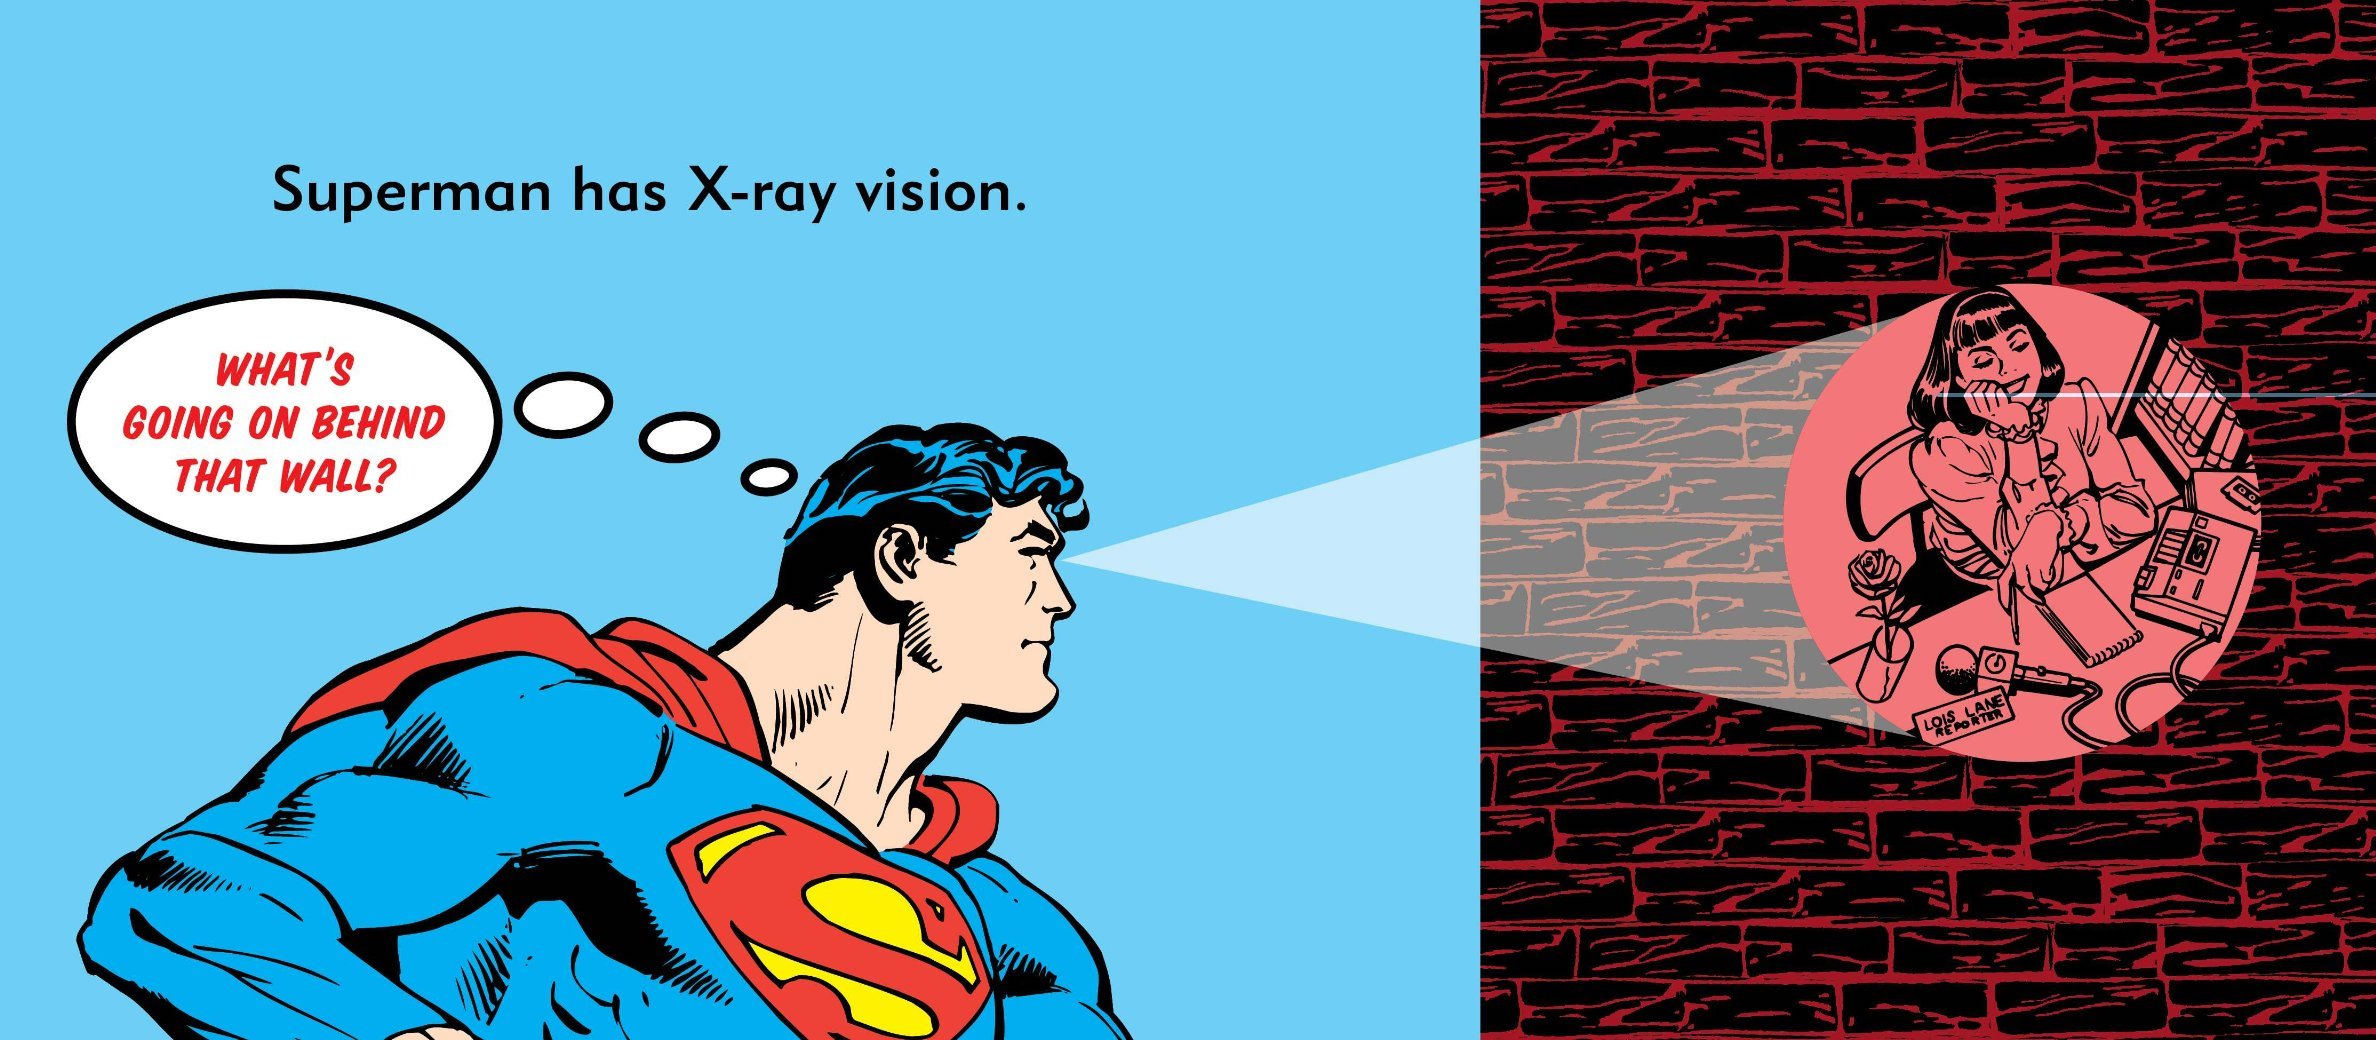 Superman has X-ray vision.
WHAT'S
GOING ON BEHIND
THAT WALL?
LOIS LANE
REPORTER